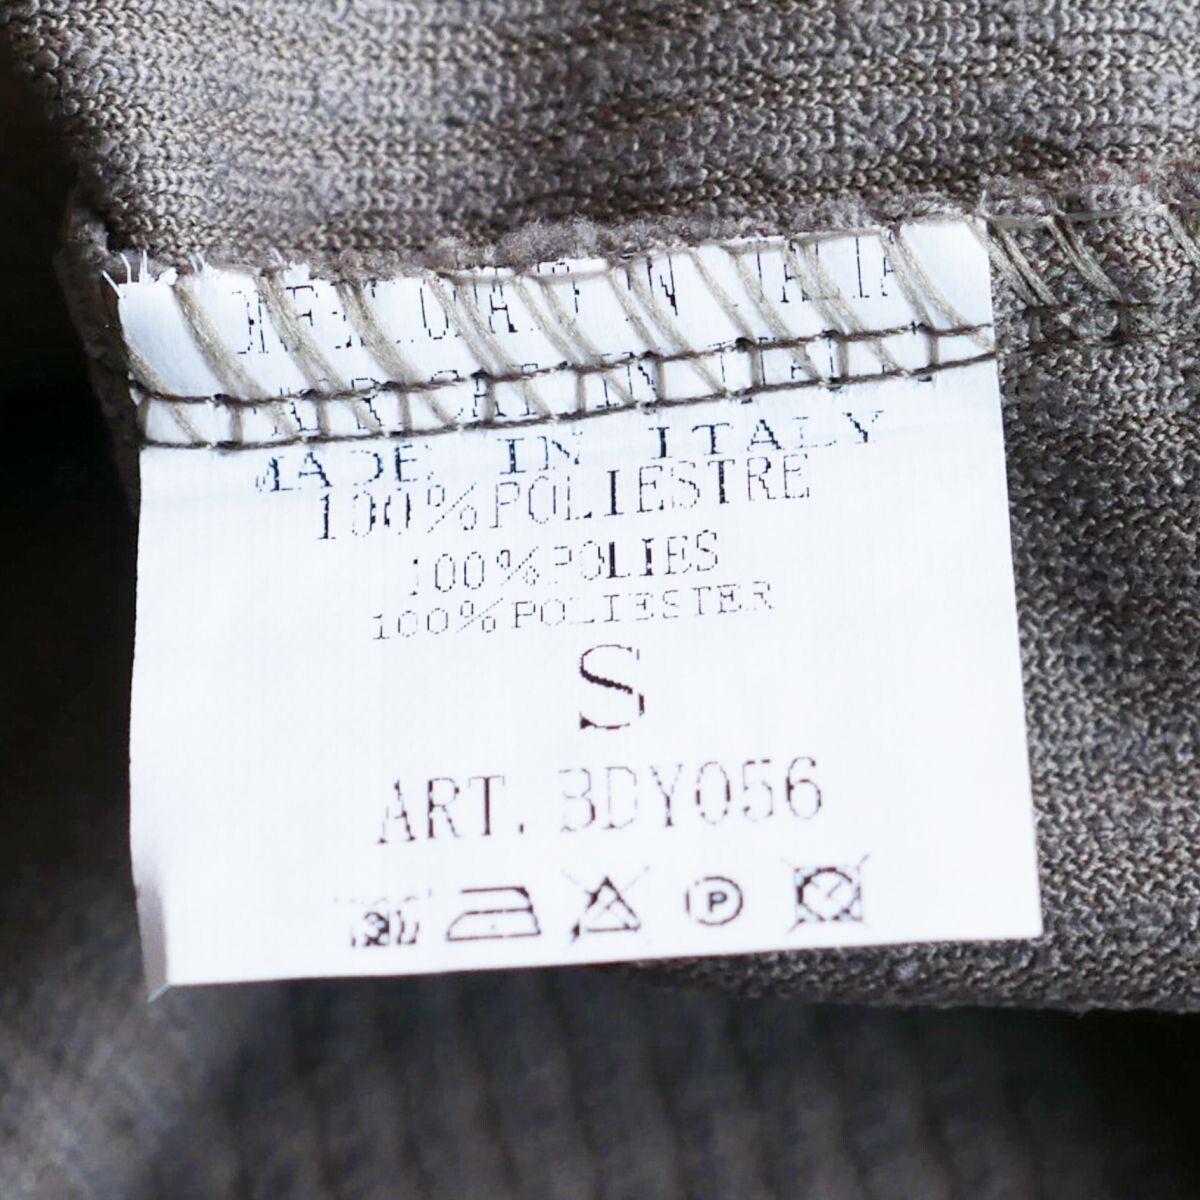 MADE IN ITALY
100%POLIESTRE
100%POLIES
100%POLIESTER
S
ART. BDY056
P